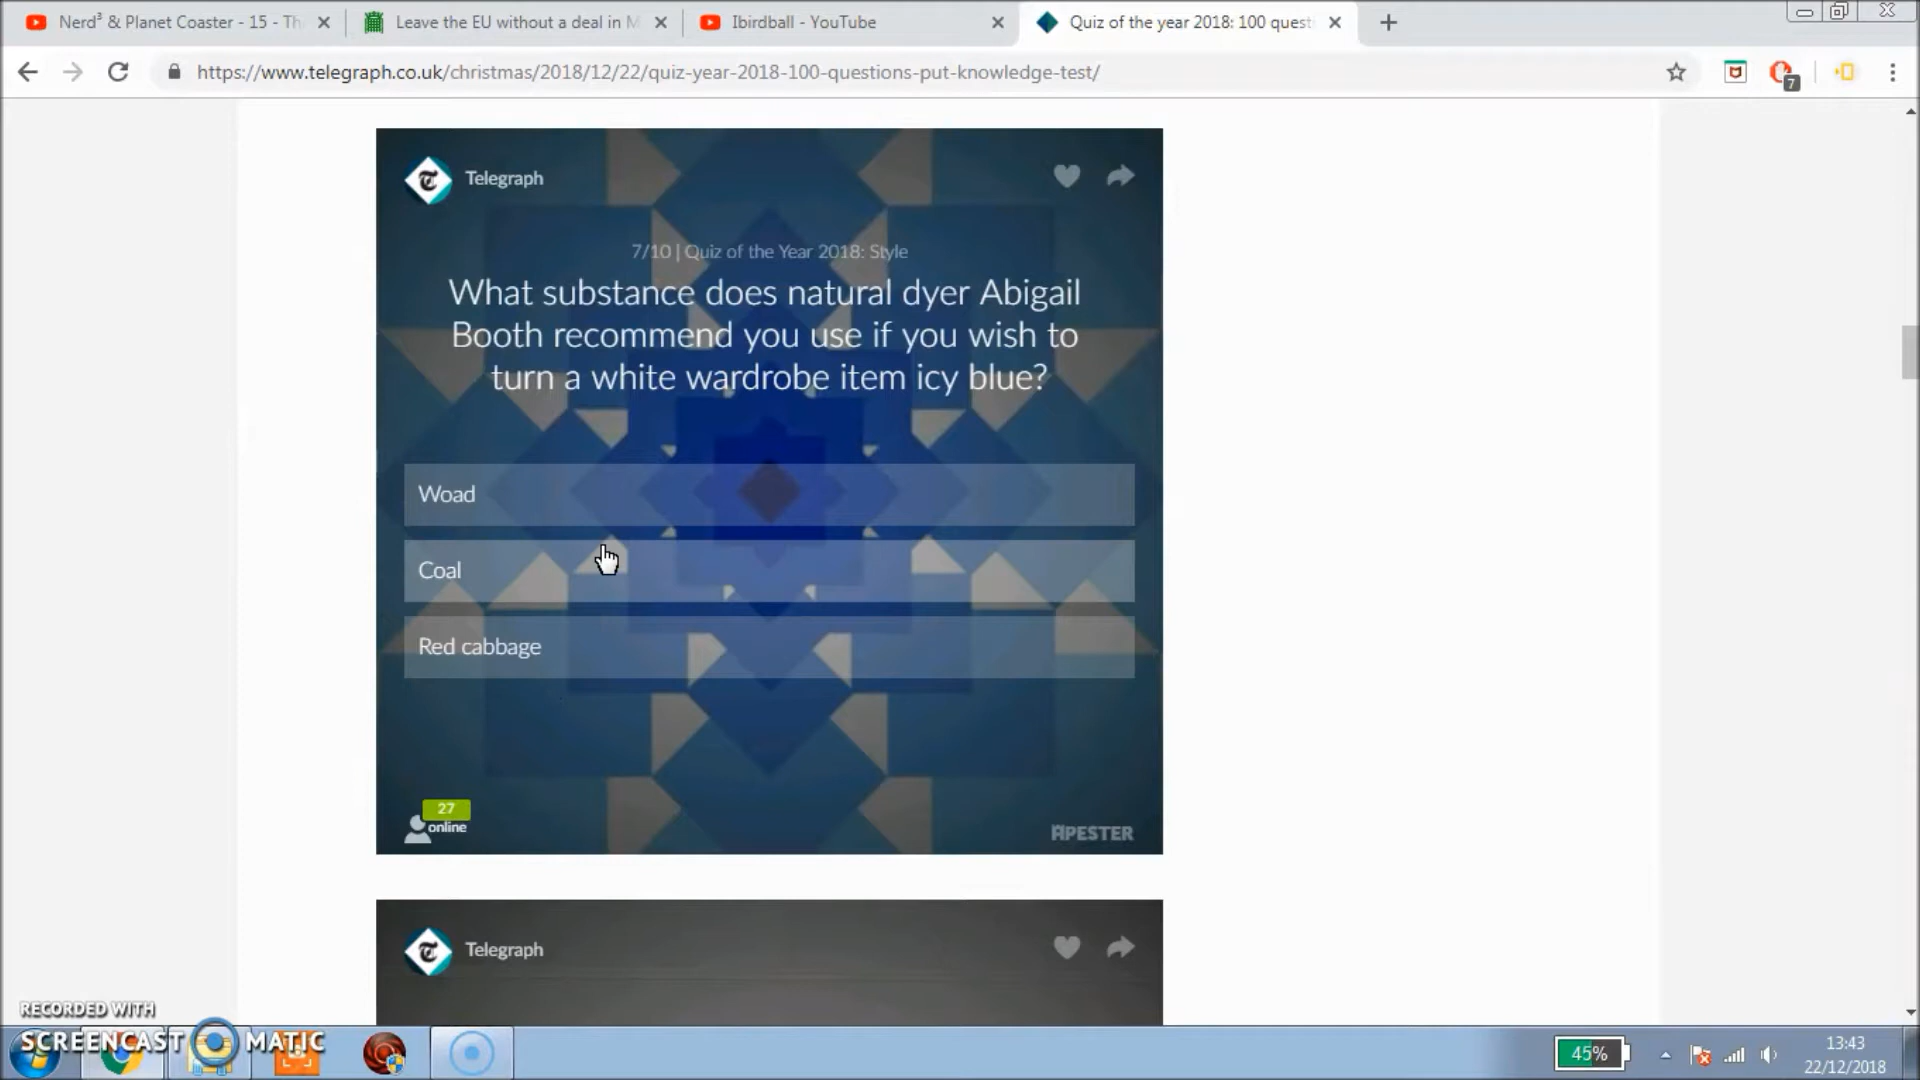 Nerd³ & Planet Coaster - 15 - Th
Leave the EU without a deal in M
Ibirdball - YouTube
Quiz of the year 2018: 100 quest
https://www.telegraph.co.uk/christmas/2018/12/22/quiz-year-2018-100-questions-put-knowledge-test/
7
Telegraph
7/10 | Quiz of the Year 2018: Style
What substance does natural dyer Abigail
Booth recommend you use if you wish to
turn a white wardrobe item icy blue?
Woad
Coal
Red cabbage
27
online
APESTER
Telegraph
RECORDED WITH
SCREENCAST MATIC
45%
13:43
22/12/2018